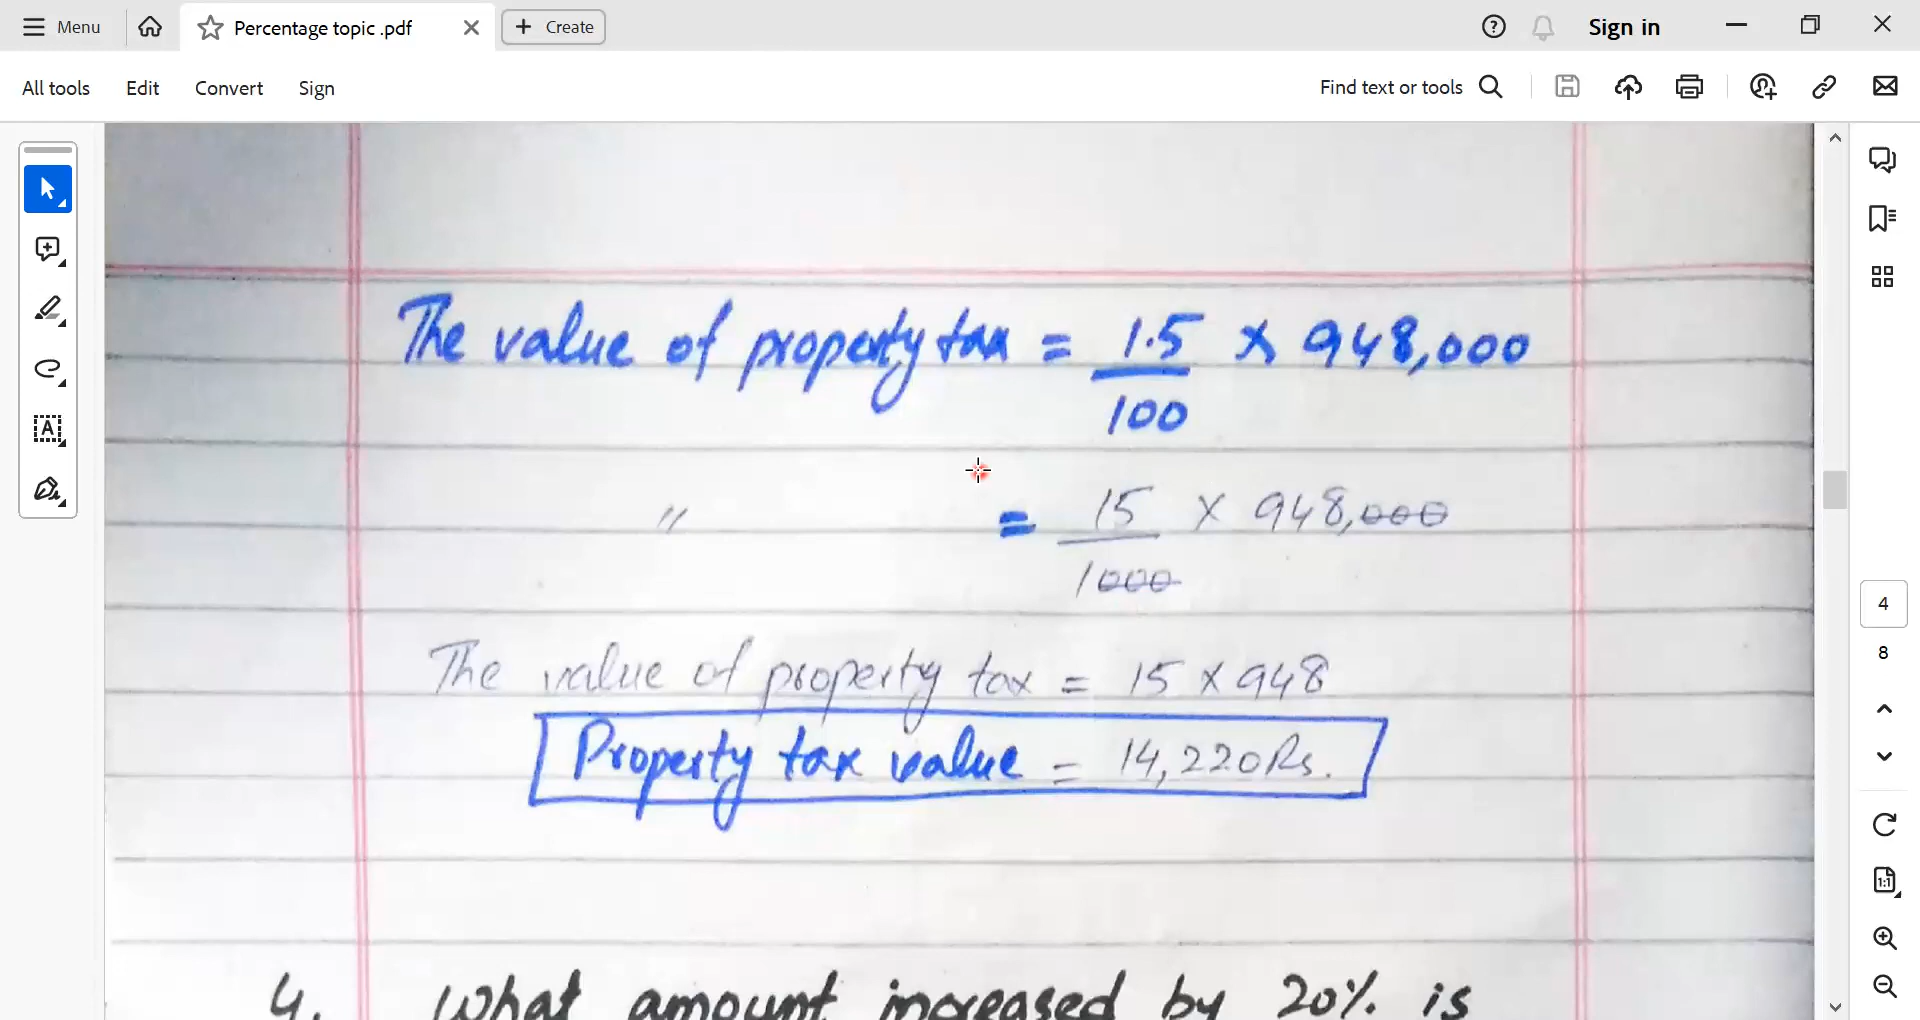 Menu
Percentage topic .pdf
Create
Sign in
All tools
Edit
Convert
Sign
Find text or tools
The value of property tax = 1.5/100 × 948,000
" = 15/1000 × 948,000
The value of property tax = 15 × 948
Property tax value = 14,220 Rs.
4. What amount increased by 20% is
4
8